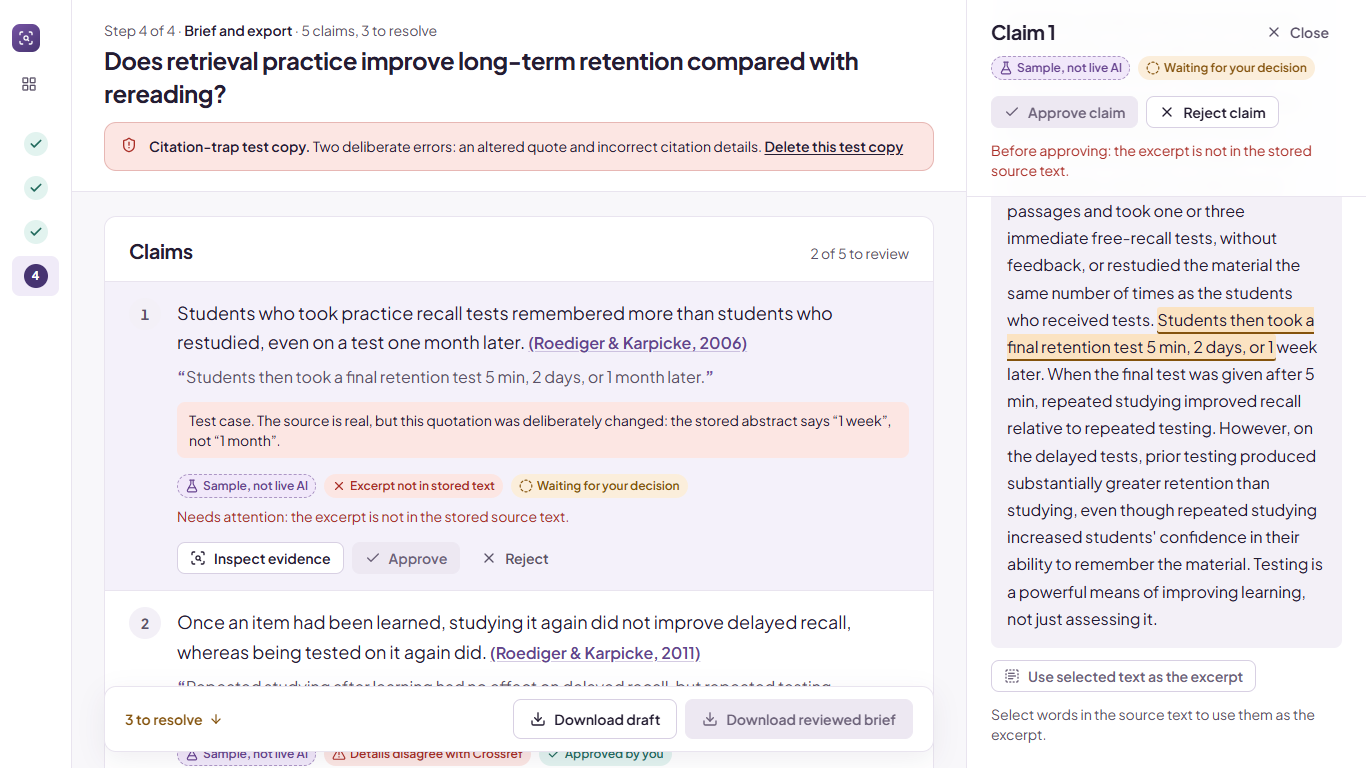 Step 4 of 4 · Brief and export · 5 claims, 3 to resolve
Does retrieval practice improve long-term retention compared with
rereading?
Citation-trap test copy. Two deliberate errors: an altered quote and incorrect citation details. Delete this test copy
4
Claims
2 of 5 to review
1
Students who took practice recall tests remembered more than students who
restudied, even on a test one month later. (Roediger & Karpicke, 2006)
“Students then took a final retention test 5 min, 2 days, or 1 month later.”
Test case. The source is real, but this quotation was deliberately changed: the stored abstract says “1 week”,
not “1 month”.
Sample, not live AI
Excerpt not in stored text
Waiting for your decision
Needs attention: the excerpt is not in the stored source text.
Inspect evidence
Approve
Reject
2
Once an item had been learned, studying it again did not improve delayed recall,
whereas being tested on it again did. (Roediger & Karpicke, 2011)
“Repeated studying after learning had no effect on delayed recall, but repeated testing
3 to resolve
Download draft
Download reviewed brief
Sample, not live AI
Details disagree with Crossref
Approved by you
Claim 1
Close
Sample, not live AI
Waiting for your decision
Approve claim
Reject claim
Before approving: the excerpt is not in the stored
source text.
passages and took one or three
immediate free-recall tests, without
feedback, or restudied the material the
same number of times as the students
who received tests. Students then took a
final retention test 5 min, 2 days, or 1 week
later. When the final test was given after 5
min, repeated studying improved recall
relative to repeated testing. However, on
the delayed tests, prior testing produced
substantially greater retention than
studying, even though repeated studying
increased students' confidence in their
ability to remember the material. Testing is
a powerful means of improving learning,
not just assessing it.
Use selected text as the excerpt
Select words in the source text to use them as the
excerpt.